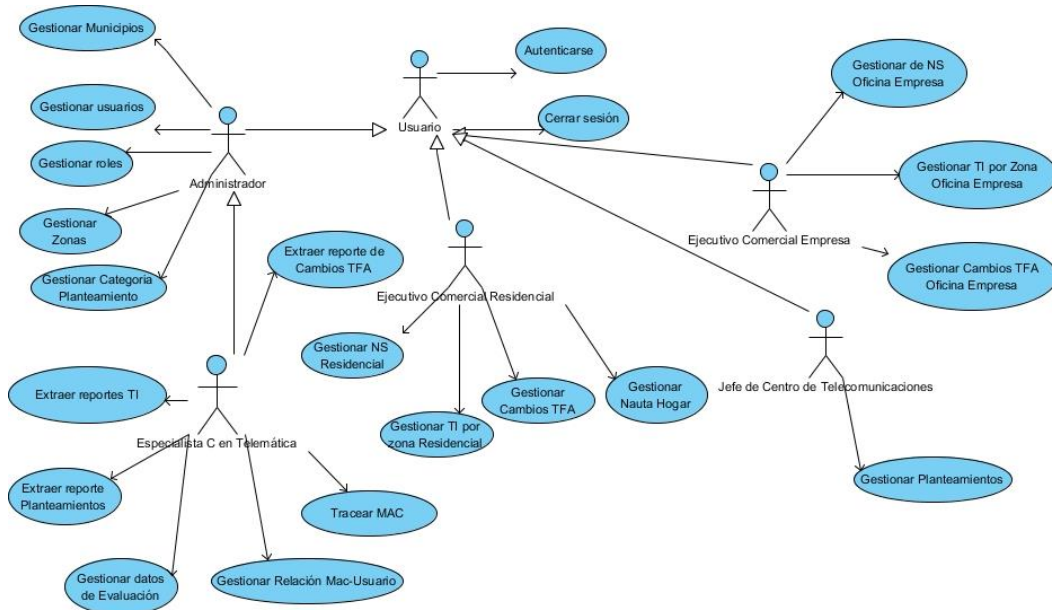 Gestionar Municipios
Gestionar usuarios
Gestionar roles
Administrador
Gestionar
Zonas
Gestionar Categoria
Planteamiento
Autenticarse
Usuario
Cerrar sesión
Gestionar de NS
Oficina Empresa
Gestionar TI por Zona
Oficina Empresa
Ejecutivo Comercial Empresa
Gestionar Cambios TFA
Oficina Empresa
Extraer reporte de
Cambios TFA
Ejecutivo Comercial Residencial
Gestionar NS
Residencial
Gestionar TI por
zona Residencial
Gestionar
Cambios TFA
Gestionar
Nauta Hogar
Jefe de Centro de Telecomunicaciones
Gestionar Planteamientos
Extraer reportes TI
Especialista C en Telemática
Extraer reporte
Planteamientos
Tracear MAC
Gestionar datos
de Evaluación
Gestionar Relación Mac-Usuario